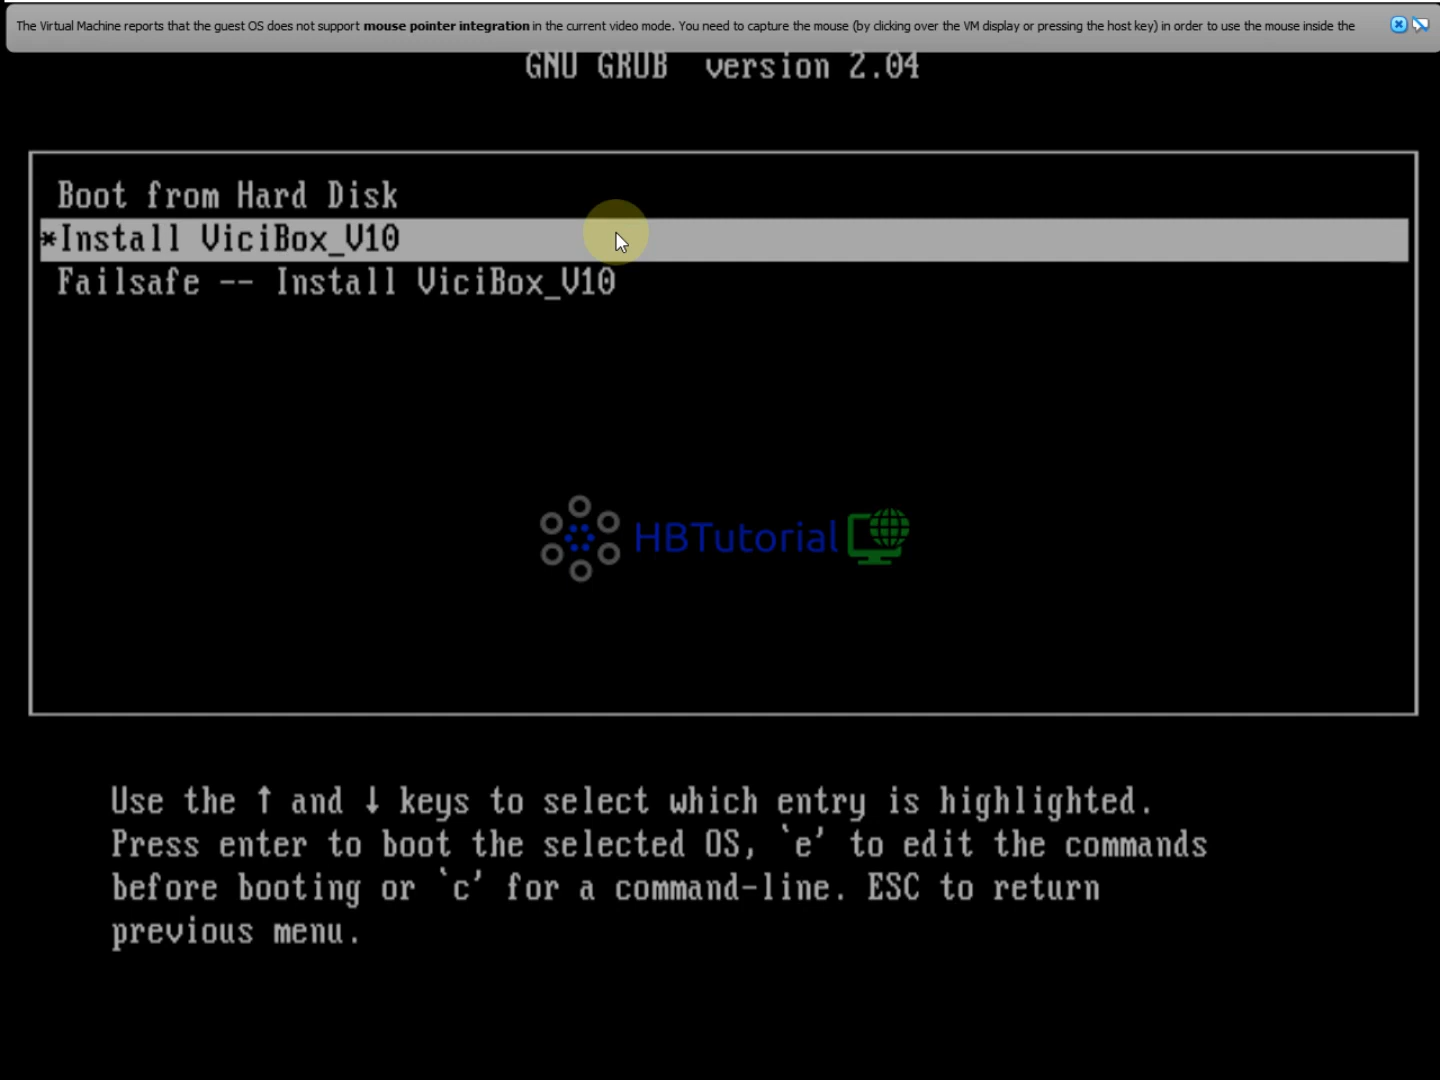 The Virtual Machine reports that the guest OS does not support mouse pointer integration in the current video mode. You need to capture the mouse (by clicking over the VM display or pressing the host key) in order to use the mouse inside the
GNU GRUB version 2.04
Boot from Hard Disk
*Install ViciBox_V10
Failsafe -- Install ViciBox_V10
HBTutorial
Use the ↑ and ↓ keys to select which entry is highlighted.
Press enter to boot the selected OS, `e' to edit the commands
before booting or `c' for a command-line. ESC to return
previous menu.